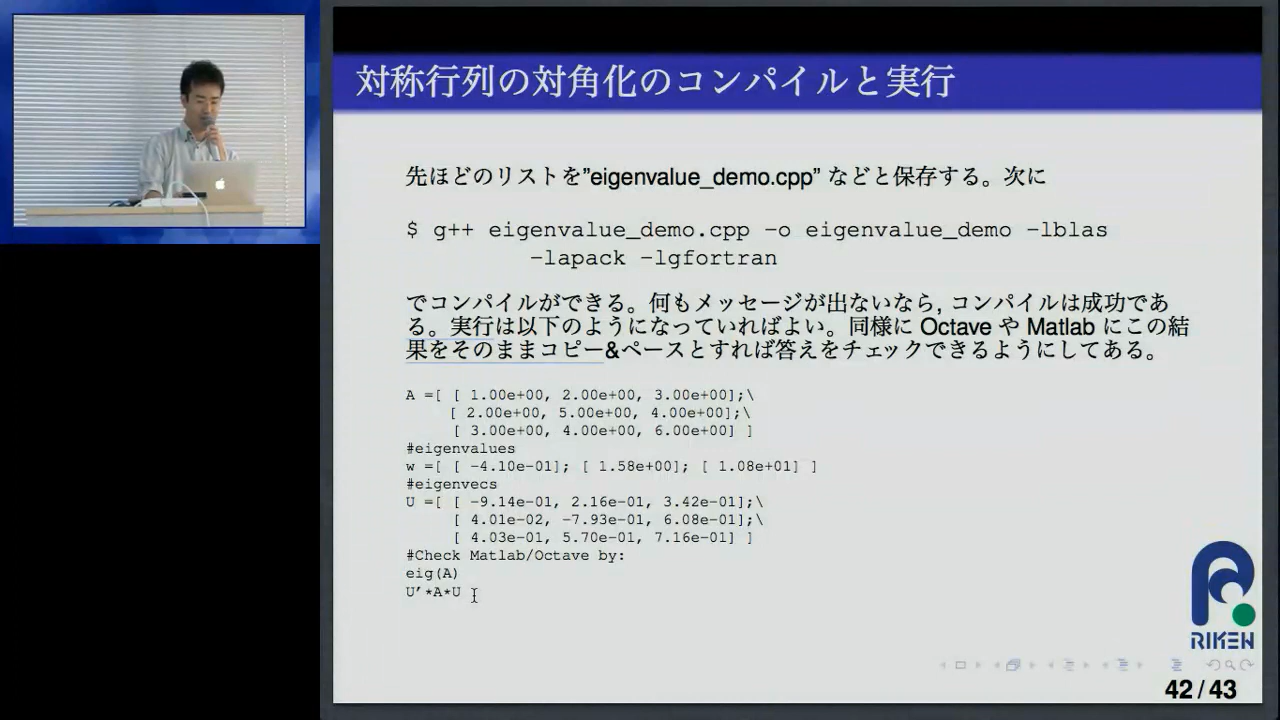 対称行列の対角化のコンパイルと実行
先ほどのリストを"eigenvalue_demo.cpp" などと保存する。次に
$ g++ eigenvalue_demo.cpp -o eigenvalue_demo -lblas
-lapack -lgfortran
でコンパイルができる。何もメッセージが出ないなら, コンパイルは成功であ
る。実行は以下のようになっていればよい。同様に Octave や Matlab にこの結
果をそのままコピー&ペースとすれば答えをチェックできるようにしてある。
A =[ [ 1.00e+00, 2.00e+00, 3.00e+00];\
[ 2.00e+00, 5.00e+00, 4.00e+00];\
[ 3.00e+00, 4.00e+00, 6.00e+00] ]
#eigenvalues
w =[ [ -4.10e-01]; [ 1.58e+00]; [ 1.08e+01] ]
#eigenvecs
U =[ [ -9.14e-01, 2.16e-01, 3.42e-01];\
[ 4.01e-02, -7.93e-01, 6.08e-01];\
[ 4.03e-01, 5.70e-01, 7.16e-01] ]
#Check Matlab/Octave by:
eig(A)
U'*A*U
RIKEN
42 / 43